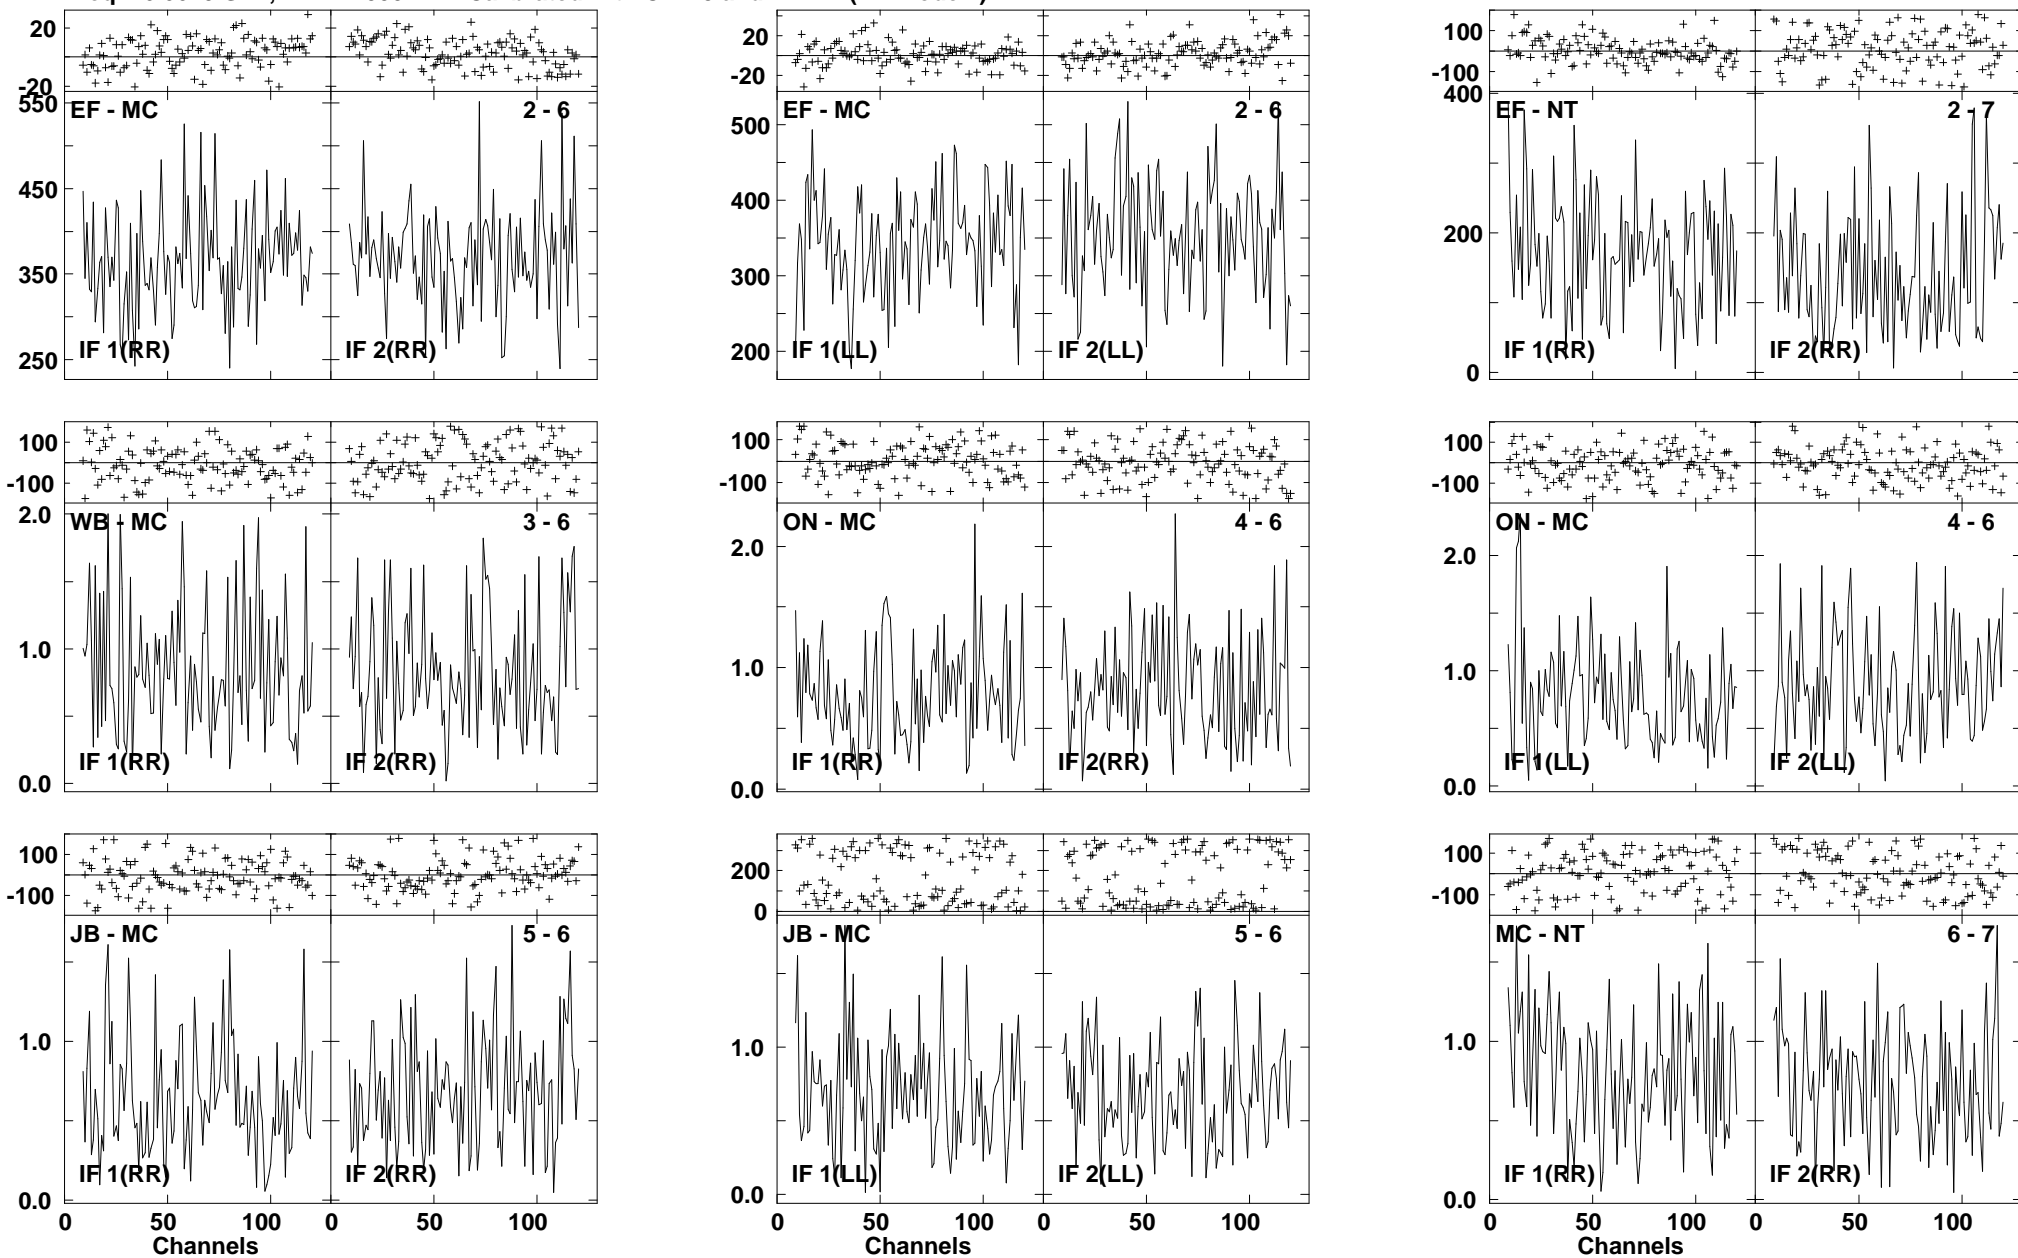 20
-20
20
-20
100
-100
550
450
350
250
EF - MC
2 - 6
IF 1(RR)
IF 2(RR)
500
400
300
200
EF - MC
2 - 6
IF 1(LL)
IF 2(LL)
400
200
0
EF - NT
2 - 7
IF 1(RR)
IF 2(RR)
100
-100
100
-100
100
-100
2.0
1.0
0.0
WB - MC
3 - 6
IF 1(RR)
IF 2(RR)
2.0
1.0
0.0
ON - MC
4 - 6
IF 1(RR)
IF 2(RR)
2.0
1.0
0.0
ON - MC
4 - 6
IF 1(LL)
IF 2(LL)
100
-100
200
0
100
-100
1.0
0.0
JB - MC
5 - 6
IF 1(RR)
IF 2(RR)
1.0
0.0
JB - MC
5 - 6
IF 1(LL)
IF 2(LL)
1.0
0.0
MC - NT
6 - 7
IF 1(RR)
IF 2(RR)
0 100 0 50 100
Channels
0 50 100 0 50 100
Channels
0 100 0 50 100
Channels